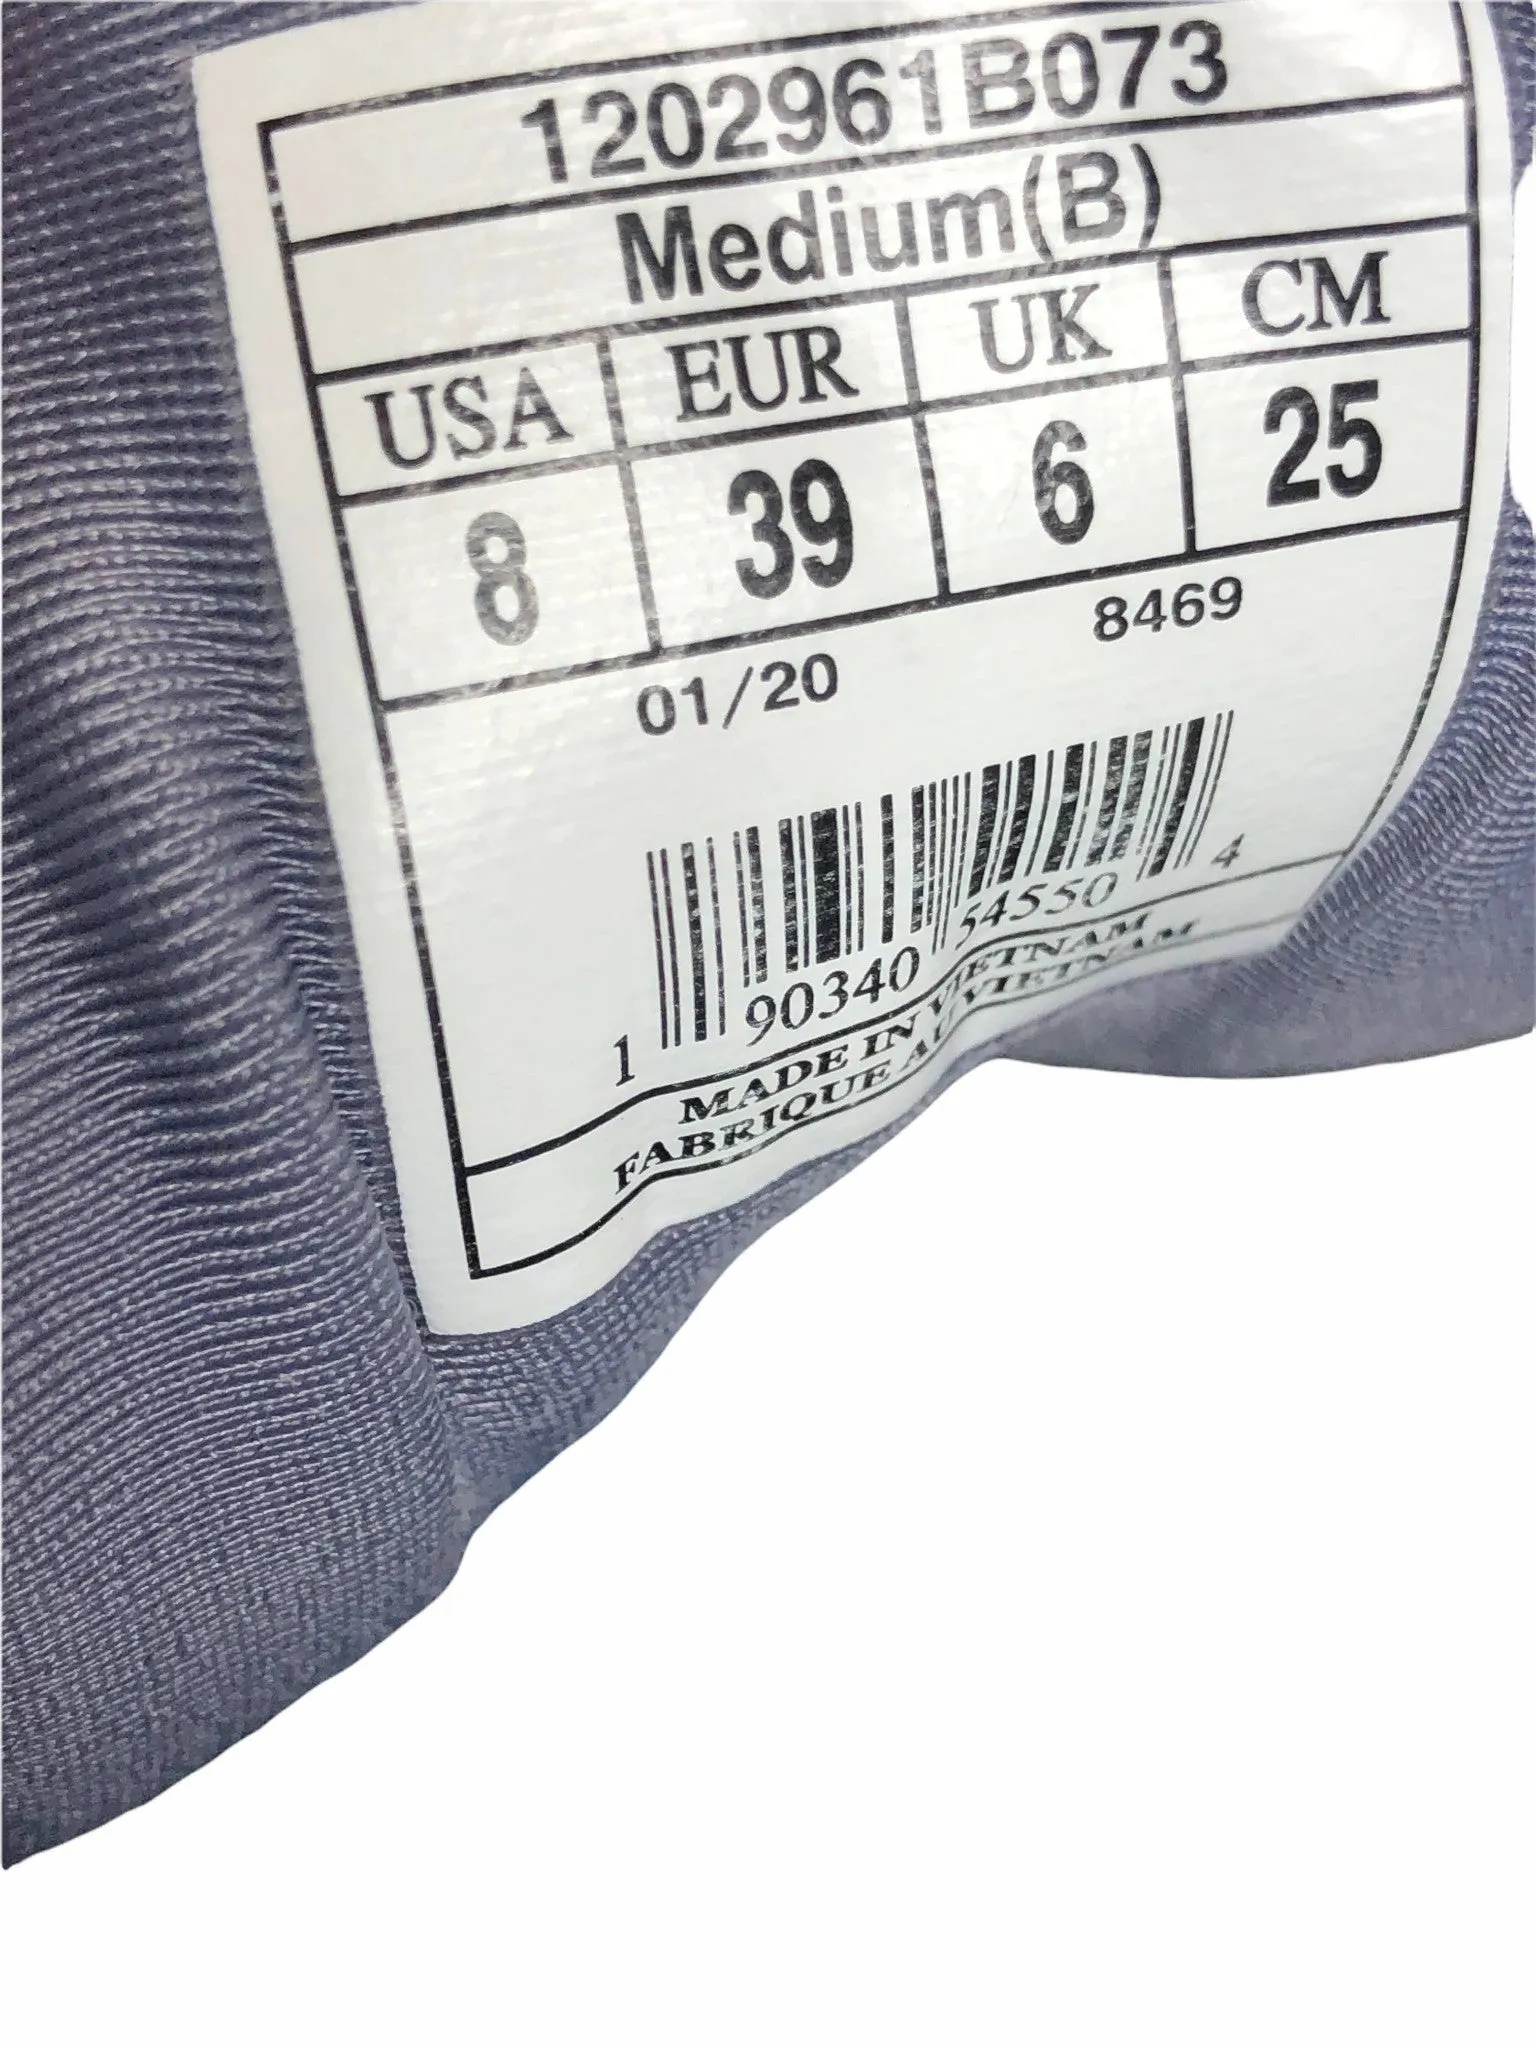 1202961B073
Medium(B)
USA EUR UK CM
8 39 6 25
01/20 8469
1 90340 54550 4
MADE IN VIETNAM
FABRIQUE AU VIETNAM